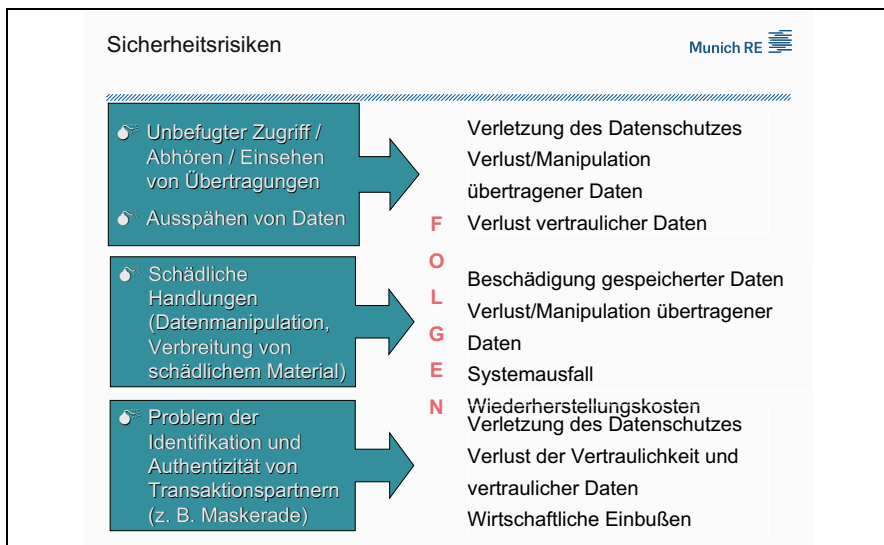 Sicherheitsrisiken
Munich RE
Unbefugter Zugriff /
Abhören / Einsehen
von Übertragungen
Ausspähen von Daten
Verletzung des Datenschutzes
Verlust/Manipulation
übertragener Daten
Verlust vertraulicher Daten
F
O
L
G
E
N
Schädliche
Handlungen
(Datenmanipulation,
Verbreitung von
schädlichem Material)
Beschädigung gespeicherter Daten
Verlust/Manipulation übertragener
Daten
Systemausfall
Wiederherstellungskosten
Problem der
Identifikation und
Authentizität von
Transaktionspartnern
(z. B. Maskerade)
Verletzung des Datenschutzes
Verlust der Vertraulichkeit und
vertraulicher Daten
Wirtschaftliche Einbußen